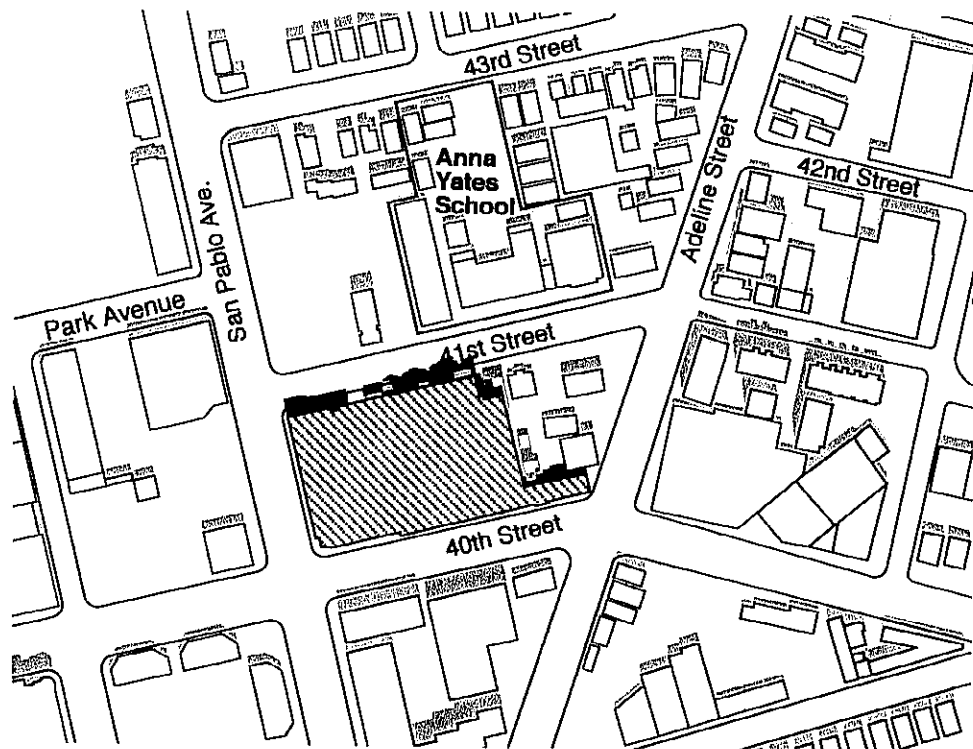 43rd Street
Anna
Yates
School
42nd Street
Adeline Street
San Pablo Ave.
Park Avenue
41st Street
40th Street